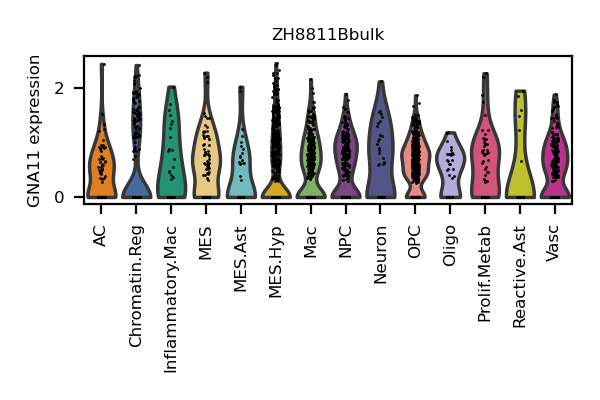 ZH8811Bbulk
GNA11 expression
2
0
AC
Chromatin.Reg
Inflammatory.Mac
MES
MES.Ast
MES.Hyp
Mac
NPC
Neuron
OPC
Oligo
Prolif.Metab
Reactive.Ast
Vasc